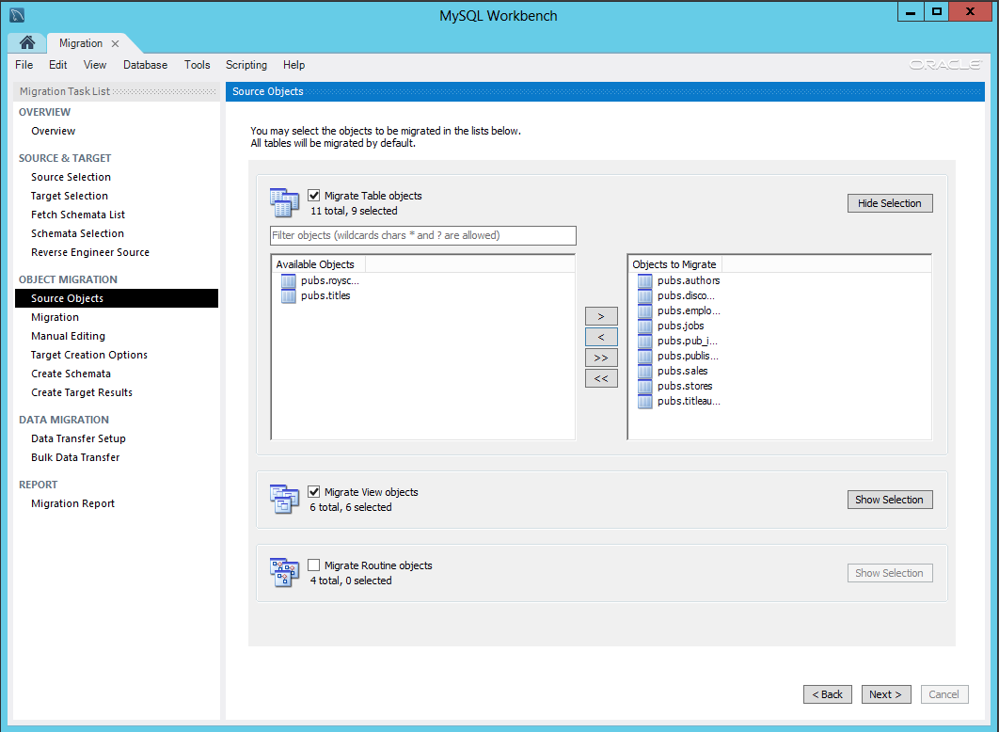 MySQL Workbench
Migration
File Edit View Database Tools Scripting Help
ORACLE
Migration Task List
OVERVIEW
Overview
SOURCE & TARGET
Source Selection
Target Selection
Fetch Schemata List
Schemata Selection
Reverse Engineer Source
OBJECT MIGRATION
Source Objects
Migration
Manual Editing
Target Creation Options
Create Schemata
Create Target Results
DATA MIGRATION
Data Transfer Setup
Bulk Data Transfer
REPORT
Migration Report
Source Objects
You may select the objects to be migrated in the lists below.
All tables will be migrated by default.
Migrate Table objects
11 total, 9 selected
Hide Selection
Filter objects (wildcards chars * and ? are allowed)
Available Objects
pubs.roysc...
pubs.titles
>
<
>>
<<
Objects to Migrate
pubs.authors
pubs.disco...
pubs.emplo...
pubs.jobs
pubs.pub_i...
pubs.publis...
pubs.sales
pubs.stores
pubs.titleau...
Migrate View objects
6 total, 6 selected
Show Selection
Migrate Routine objects
4 total, 0 selected
Show Selection
< Back Next > Cancel